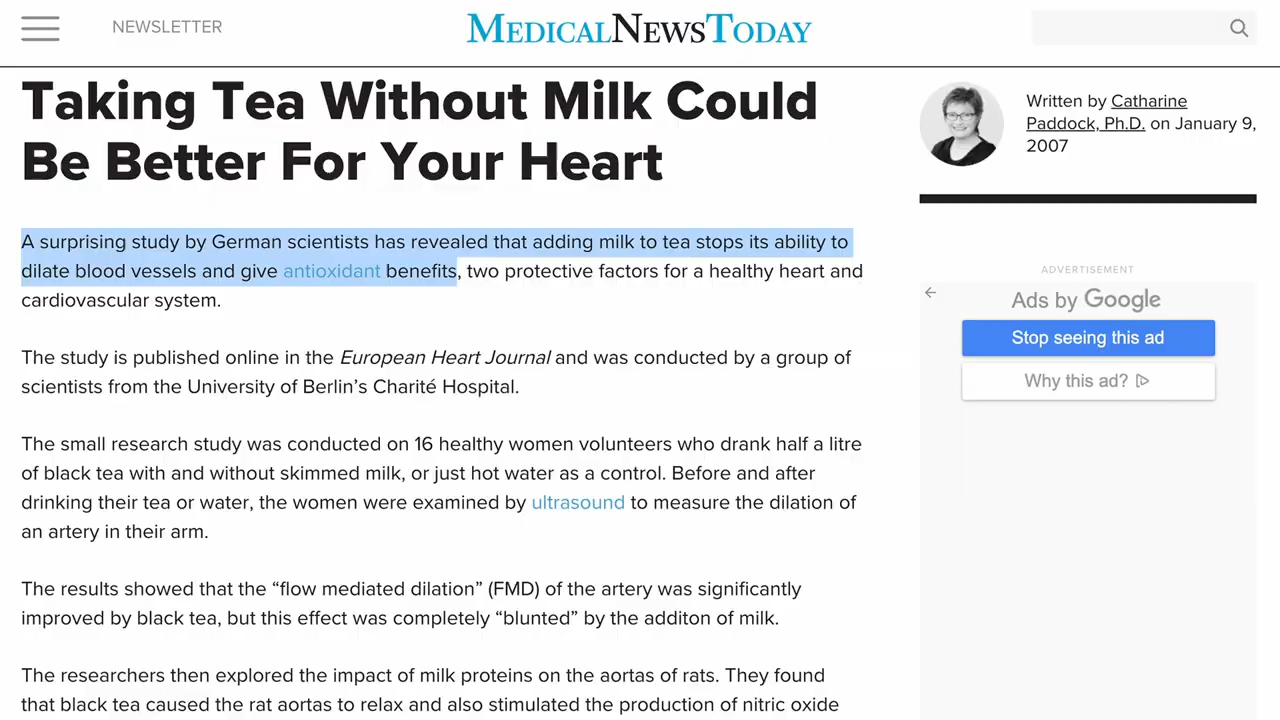 NEWSLETTER
MEDICALNEWSTODAY
Taking Tea Without Milk Could
Be Better For Your Heart
Written by Catharine
Paddock, Ph.D. on January 9,
2007
A surprising study by German scientists has revealed that adding milk to tea stops its ability to
dilate blood vessels and give antioxidant benefits, two protective factors for a healthy heart and
cardiovascular system.
The study is published online in the European Heart Journal and was conducted by a group of
scientists from the University of Berlin’s Charité Hospital.
The small research study was conducted on 16 healthy women volunteers who drank half a litre
of black tea with and without skimmed milk, or just hot water as a control. Before and after
drinking their tea or water, the women were examined by ultrasound to measure the dilation of
an artery in their arm.
The results showed that the “flow mediated dilation” (FMD) of the artery was significantly
improved by black tea, but this effect was completely “blunted” by the additon of milk.
The researchers then explored the impact of milk proteins on the aortas of rats. They found
that black tea caused the rat aortas to relax and also stimulated the production of nitric oxide
ADVERTISEMENT
Ads by Google
Stop seeing this ad
Why this ad?